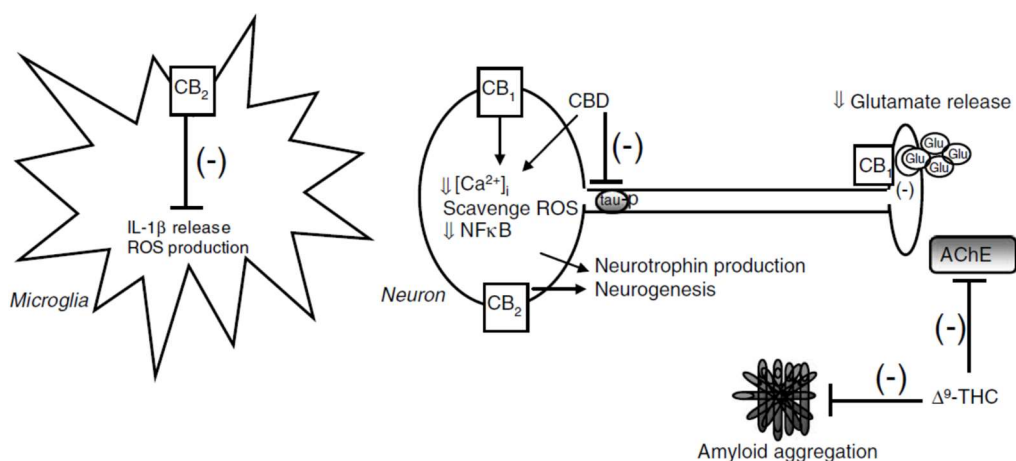 CB₂
(-)
IL-1β release
ROS production
Microglia
CB₁
CBD
(-)
⇓ [Ca²⁺]ᵢ
Scavenge ROS
⇓ NFκB
tau-p
Neuron
CB₂
Neurotrophin production
Neurogenesis
⇓ Glutamate release
CB₁
Glu
Glu
Glu
Glu
(-)
AChE
(-)
(-)
Δ⁹-THC
Amyloid aggregation